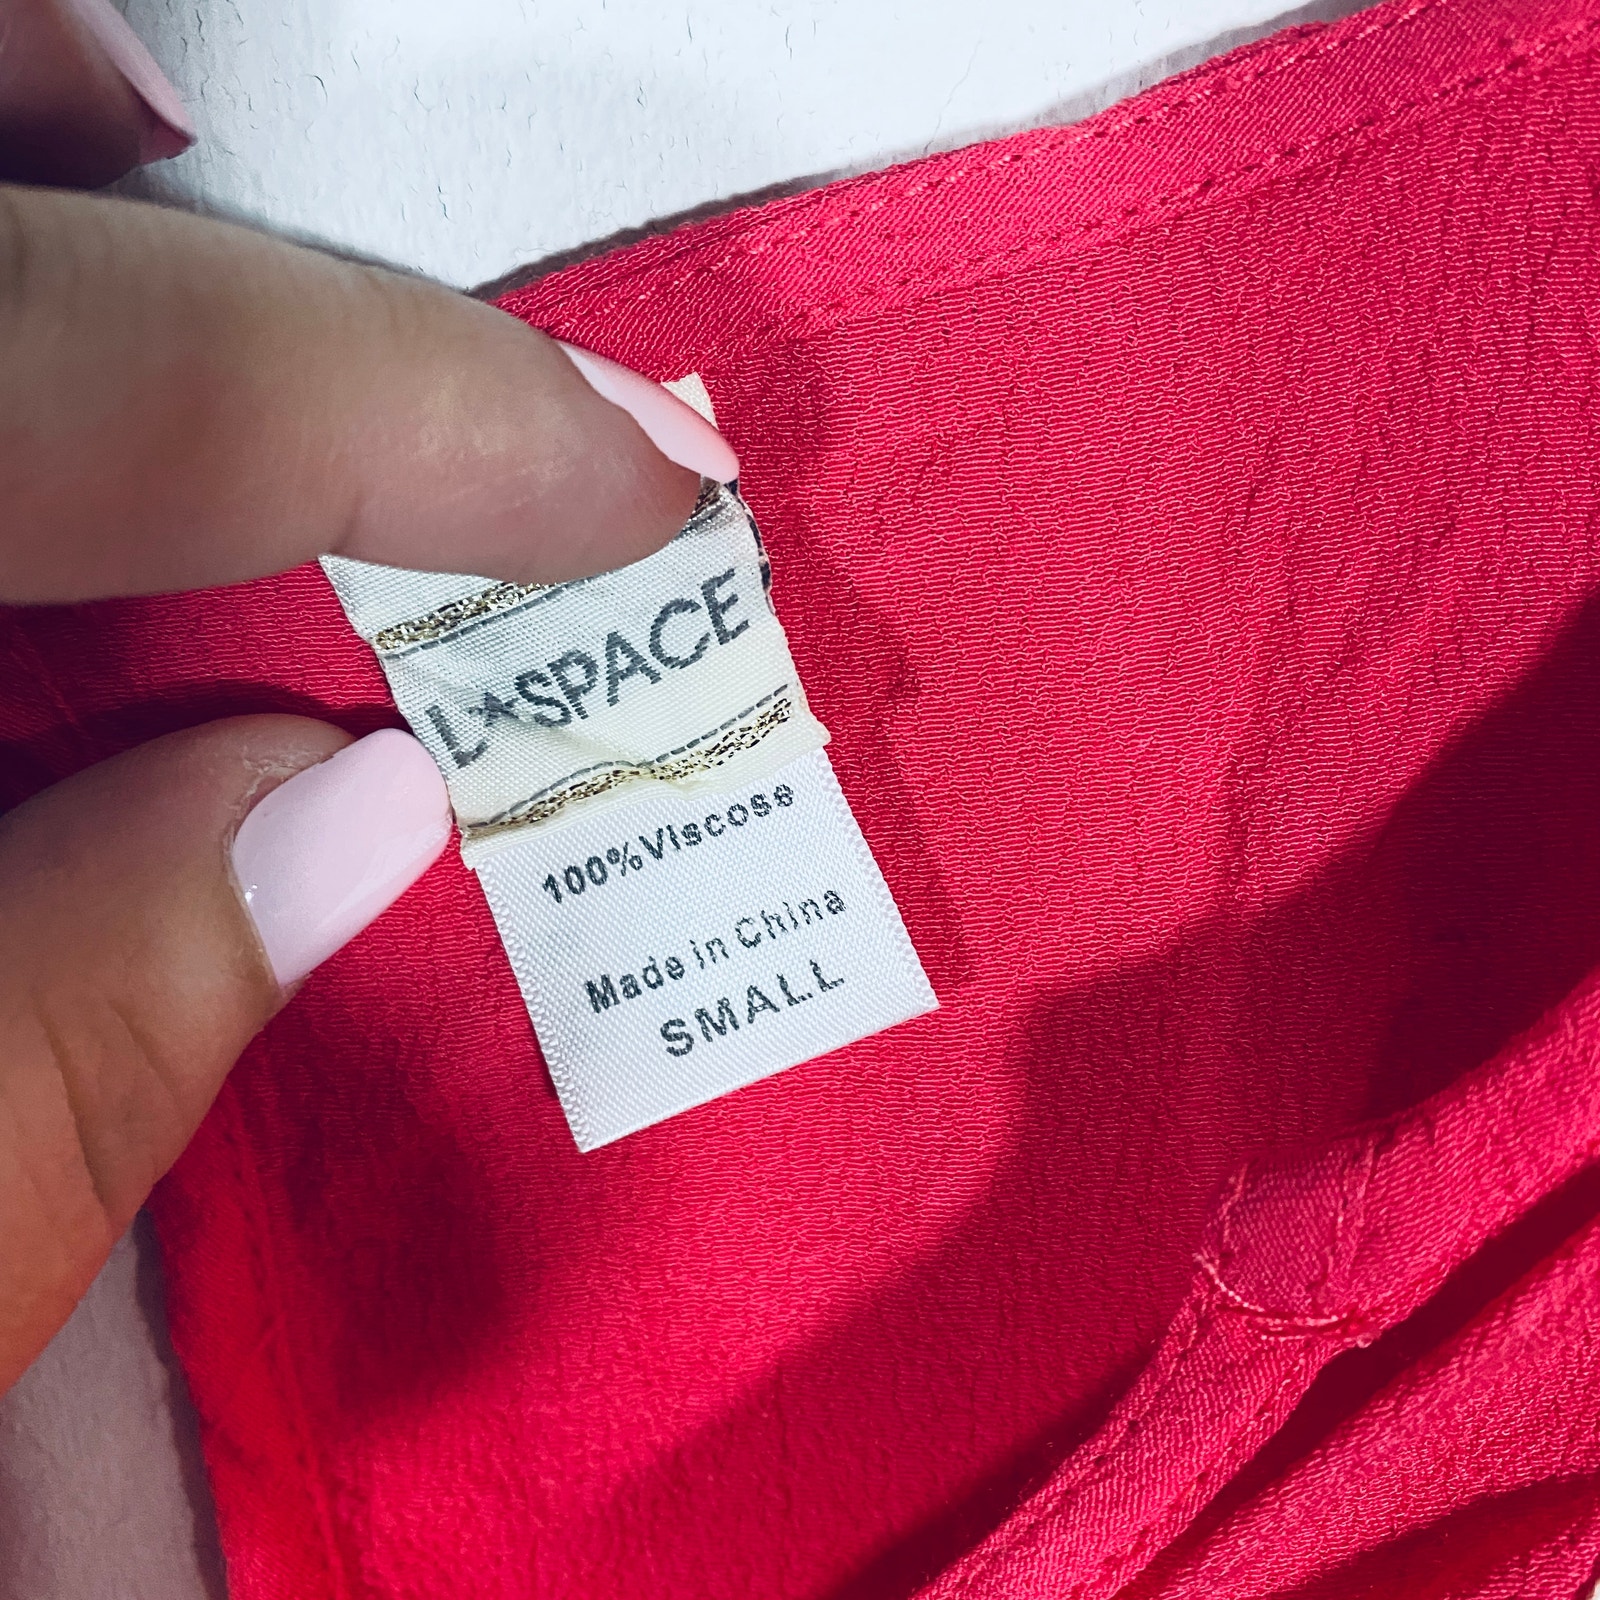 L*SPACE
100%Viscose
Made in China
SMALL